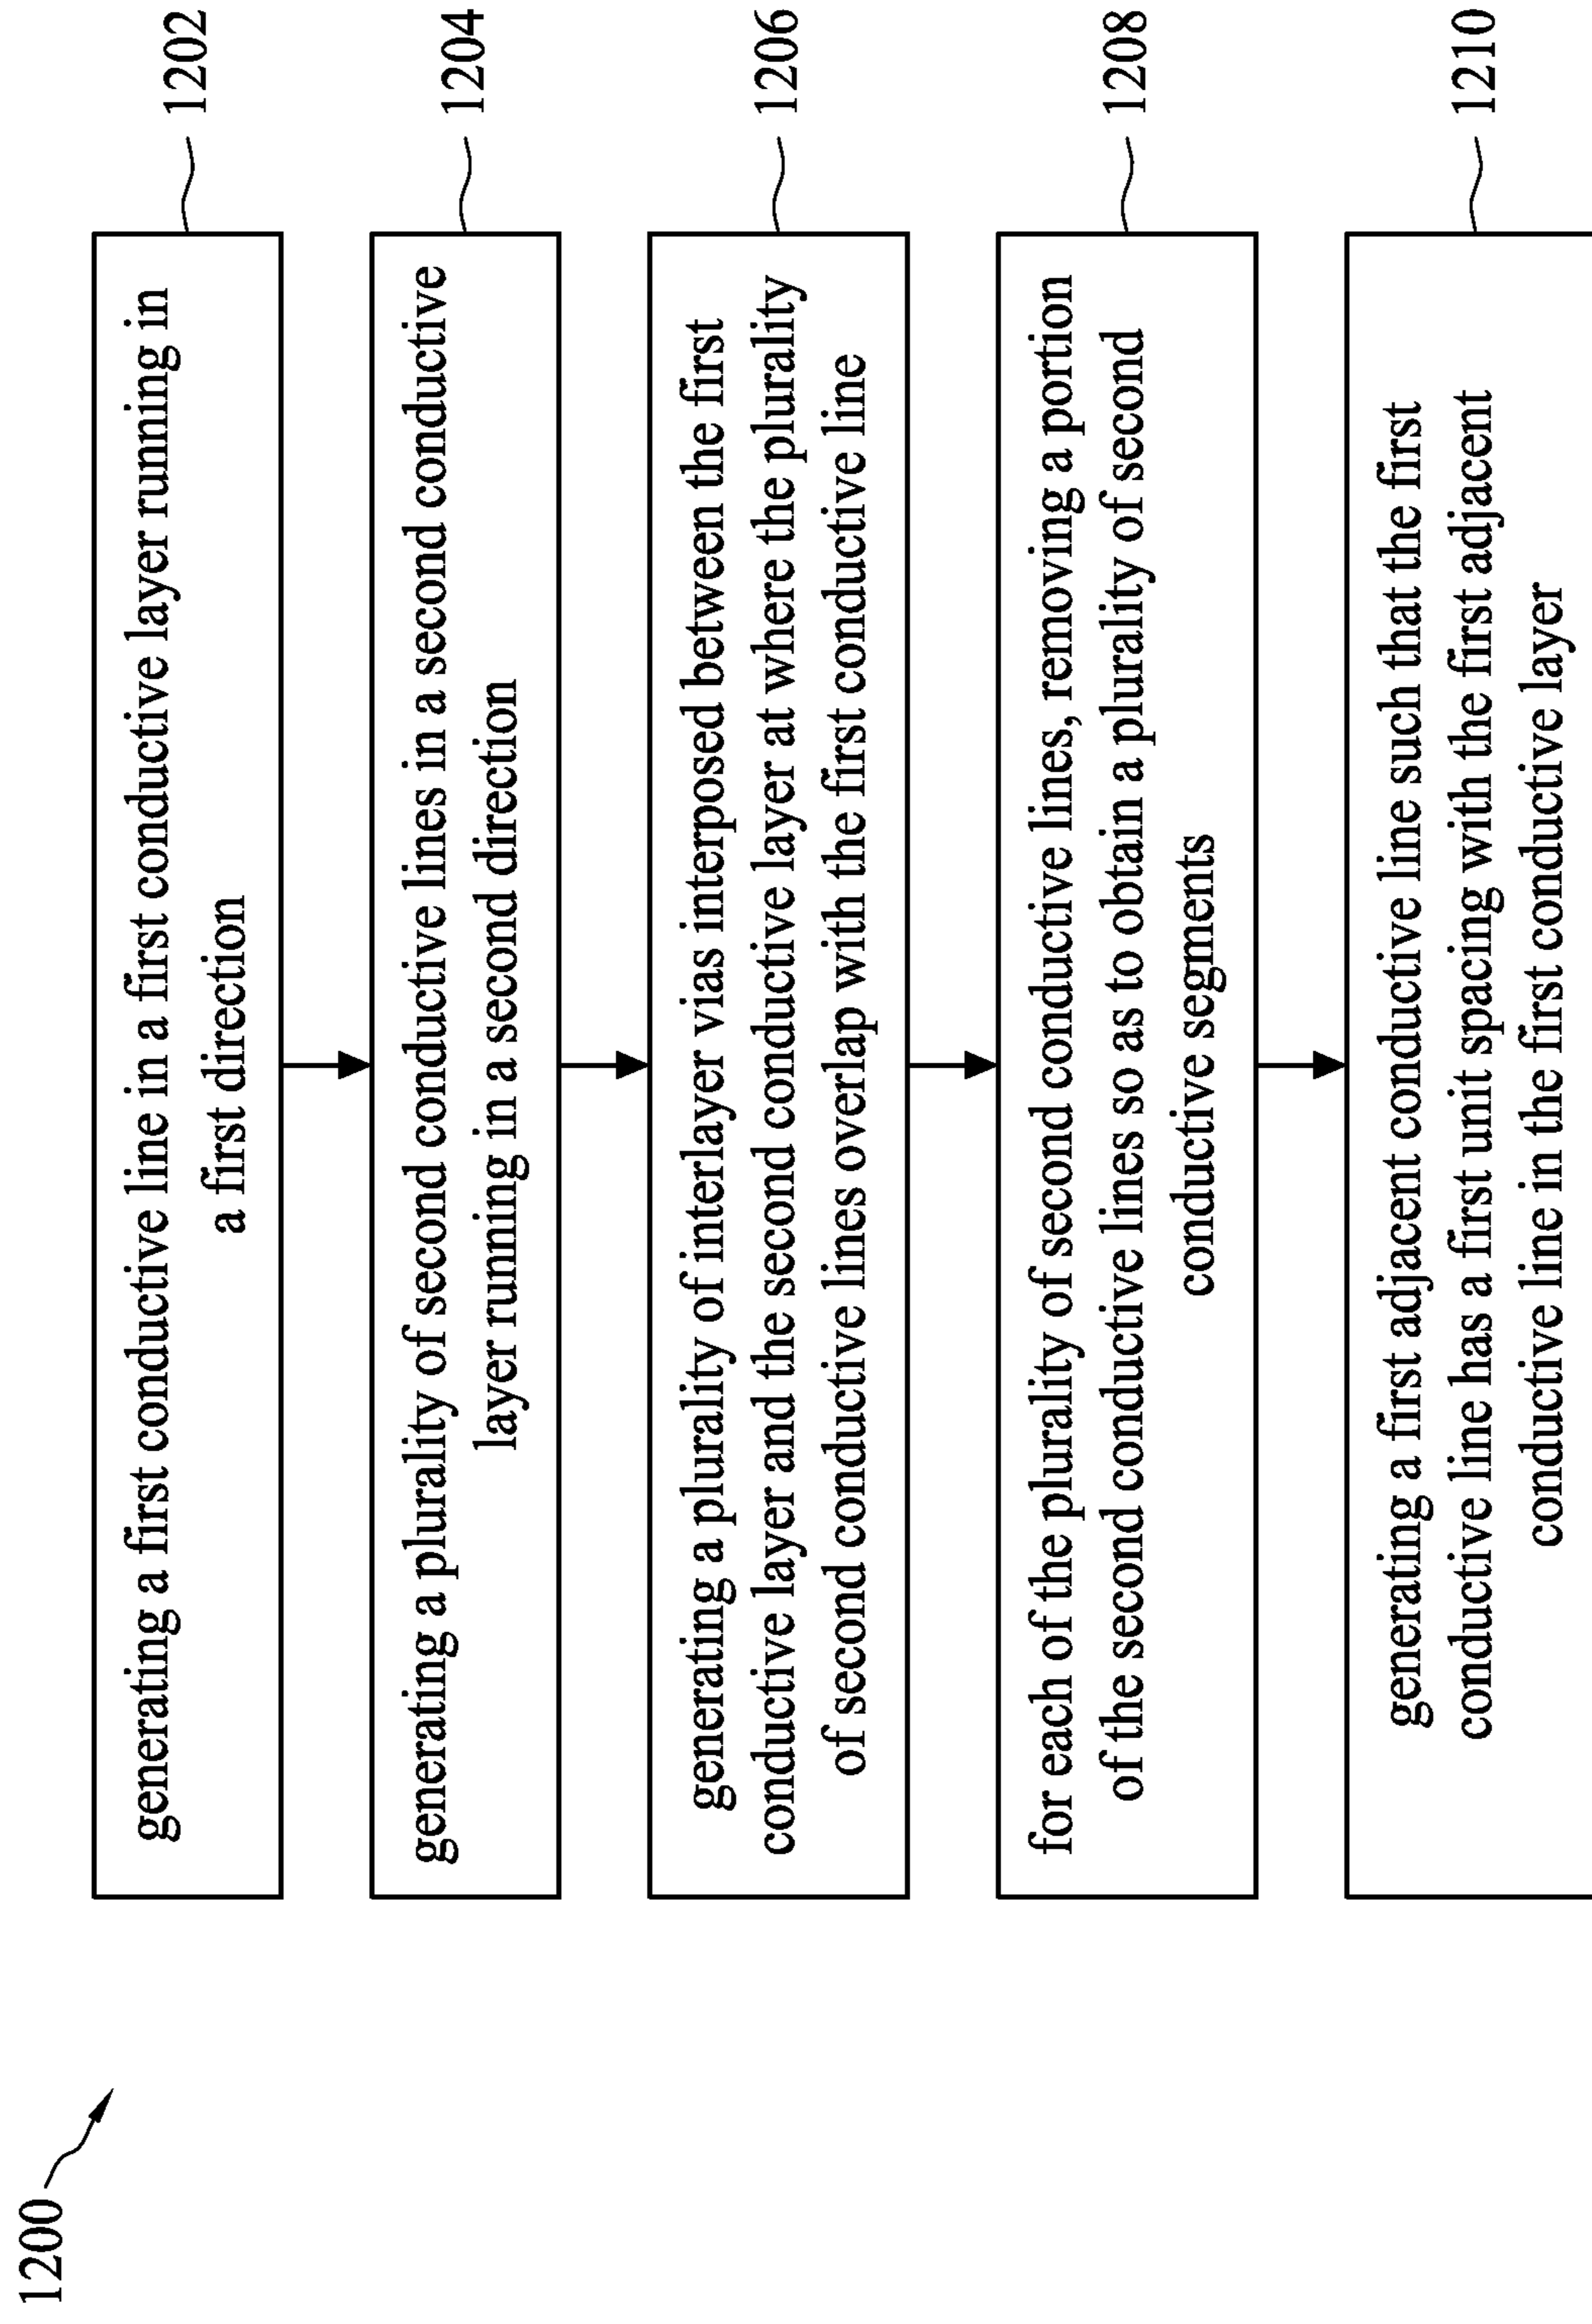 1200
generating a first conductive line in a first conductive layer running in
a first direction
1202
generating a plurality of second conductive lines in a second conductive
layer running in a second direction
1204
generating a plurality of interlayer vias interposed between the first
conductive layer and the second conductive layer at where the plurality
of second conductive lines overlap with the first conductive line
1206
for each of the plurality of second conductive lines, removing a portion
of the second conductive lines so as to obtain a plurality of second
conductive segments
1208
generating a first adjacent conductive line such that the first
conductive line has a first unit spacing with the first adjacent
conductive line in the first conductive layer
1210